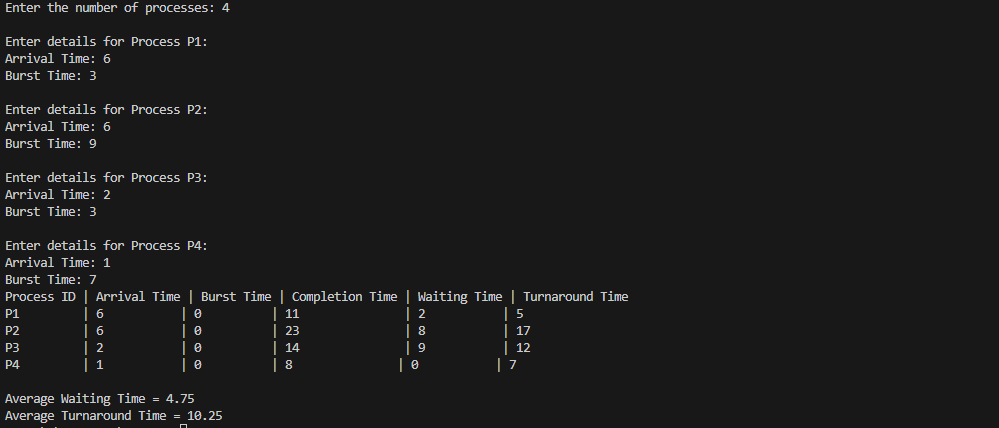 Enter the number of processes: 4
Enter details for Process P1:
Arrival Time: 6
Burst Time: 3
Enter details for Process P2:
Arrival Time: 6
Burst Time: 9
Enter details for Process P3:
Arrival Time: 2
Burst Time: 3
Enter details for Process P4:
Arrival Time: 1
Burst Time: 7
Process ID | Arrival Time | Burst Time | Completion Time | Waiting Time | Turnaround Time
P1 | 6 | 0 | 11 | 2 | 5
P2 | 6 | 0 | 23 | 8 | 17
P3 | 2 | 0 | 14 | 9 | 12
P4 | 1 | 0 | 8 | 0 | 7
Average Waiting Time = 4.75
Average Turnaround Time = 10.25